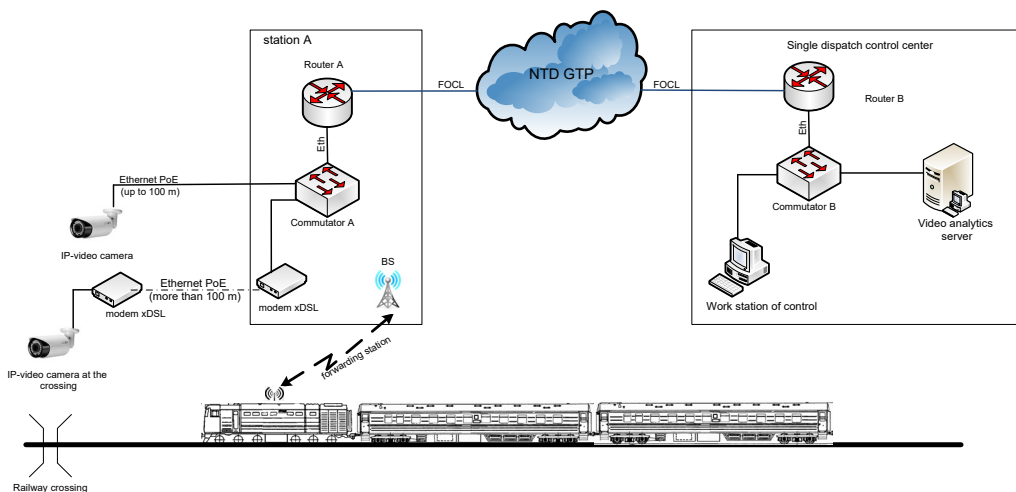 station A
Router A
FOCL
NTD GTP
FOCL
Single dispatch control center
Router B
Eth
Eth
Ethernet PoE
(up to 100 m)
IP-video camera
Commutator A
Commutator B
Video analytics
server
Ethernet PoE
(more than 100 m)
modem xDSL
modem xDSL
BS
Work station of control
IP-video camera at the
crossing
forwarding station
Railway crossing